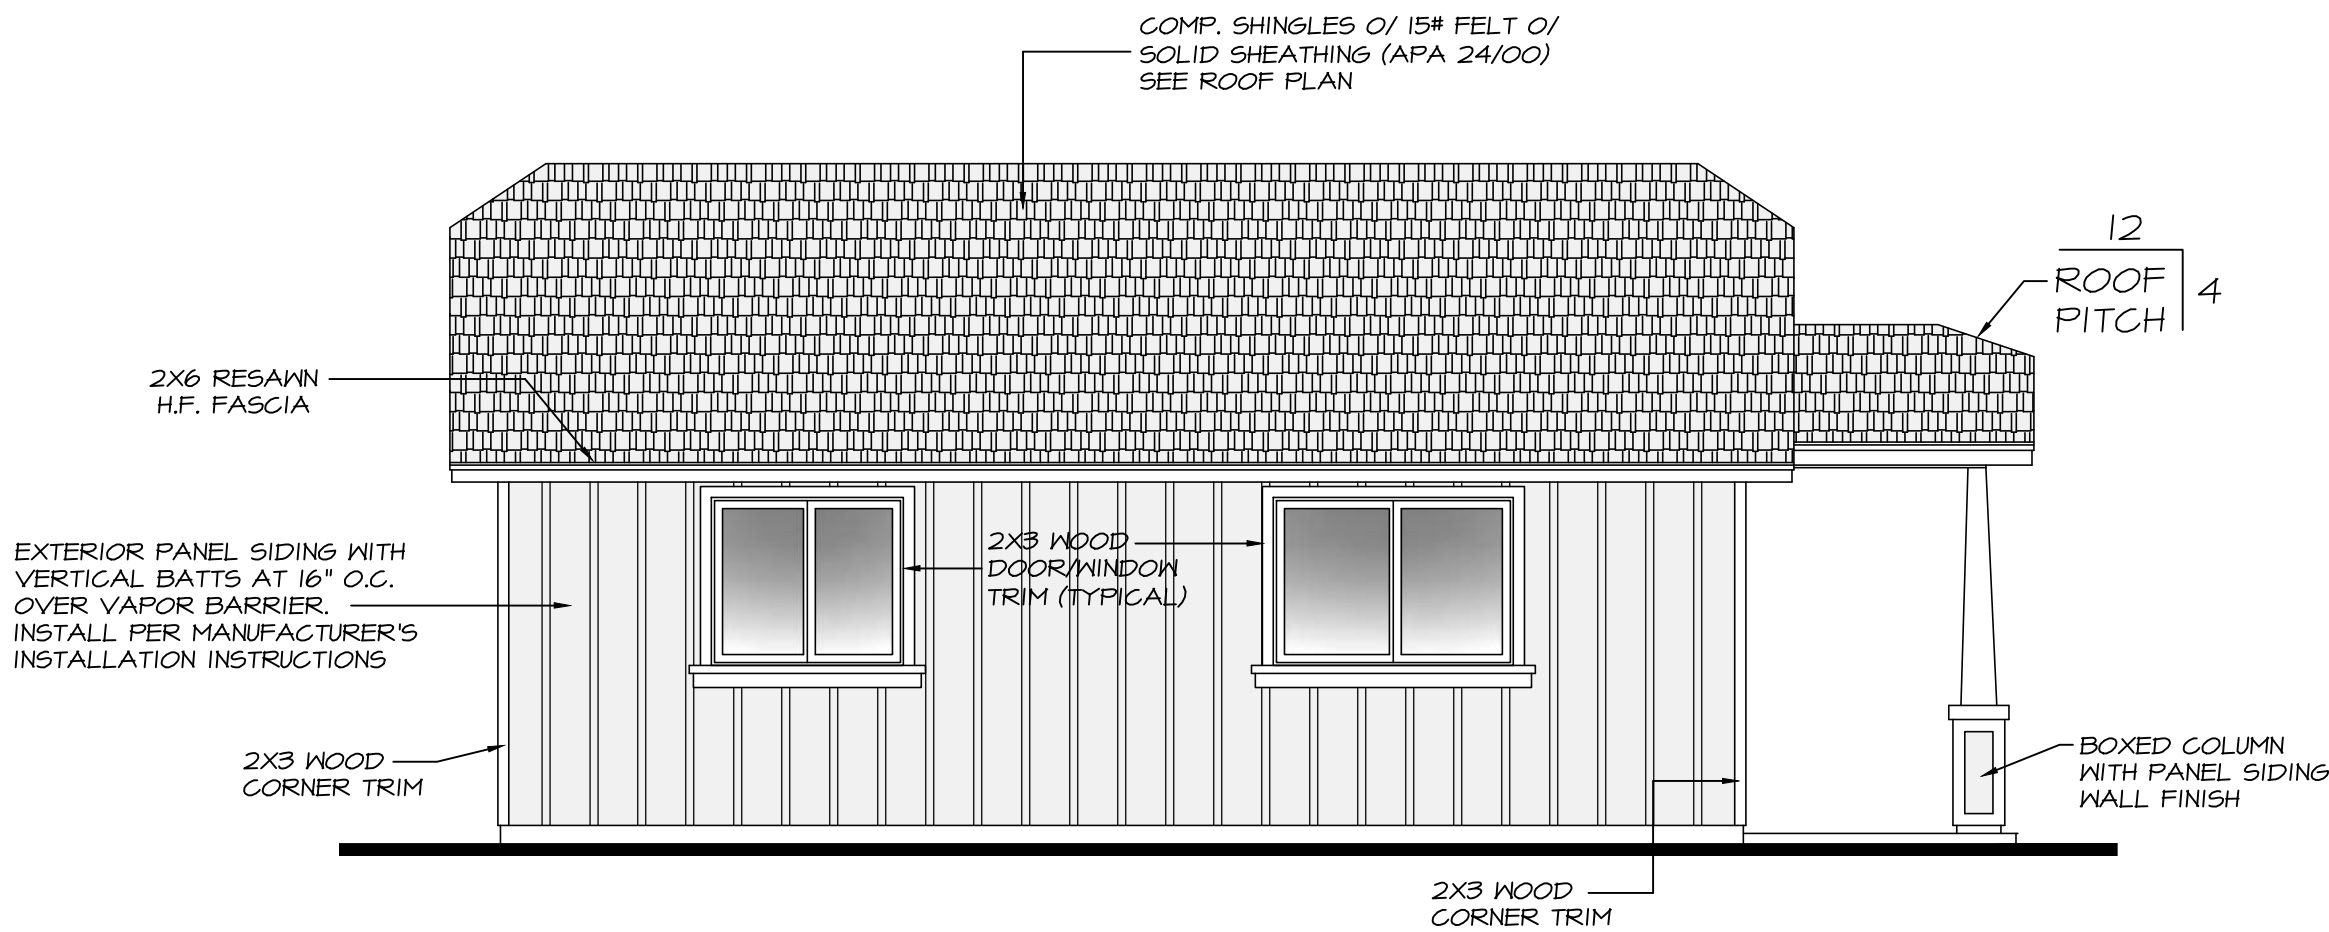 COMP. SHINGLES O/ 15# FELT O/
SOLID SHEATHING (APA 24/00)
SEE ROOF PLAN
12
ROOF
PITCH
4
2X6 RESAWN
H.F. FASCIA
EXTERIOR PANEL SIDING WITH
VERTICAL BATTS AT 16" O.C.
OVER VAPOR BARRIER.
INSTALL PER MANUFACTURER'S
INSTALLATION INSTRUCTIONS
2X3 WOOD
DOOR/WINDOW
TRIM (TYPICAL)
2X3 WOOD
CORNER TRIM
BOXED COLUMN
WITH PANEL SIDING
WALL FINISH
2X3 WOOD
CORNER TRIM